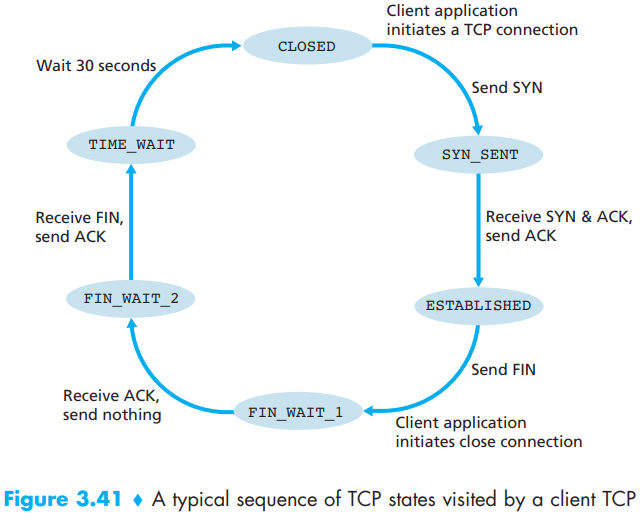 Client application
initiates a TCP connection
CLOSED
Wait 30 seconds
Send SYN
TIME_WAIT
SYN_SENT
Receive FIN,
send ACK
Receive SYN & ACK,
send ACK
FIN_WAIT_2
ESTABLISHED
Send FIN
Receive ACK,
send nothing
FIN_WAIT_1
Client application
initiates close connection
Figure 3.41 ♦ A typical sequence of TCP states visited by a client TCP